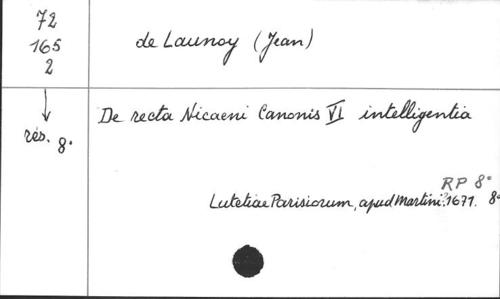 72
165
2
de Launoy (Jean)
rés. 8°
De recta Nicaeni Canonis VI intelligentia
RP 8°
Lutetiae Parisiorum, apud Martini: 1671. 8°